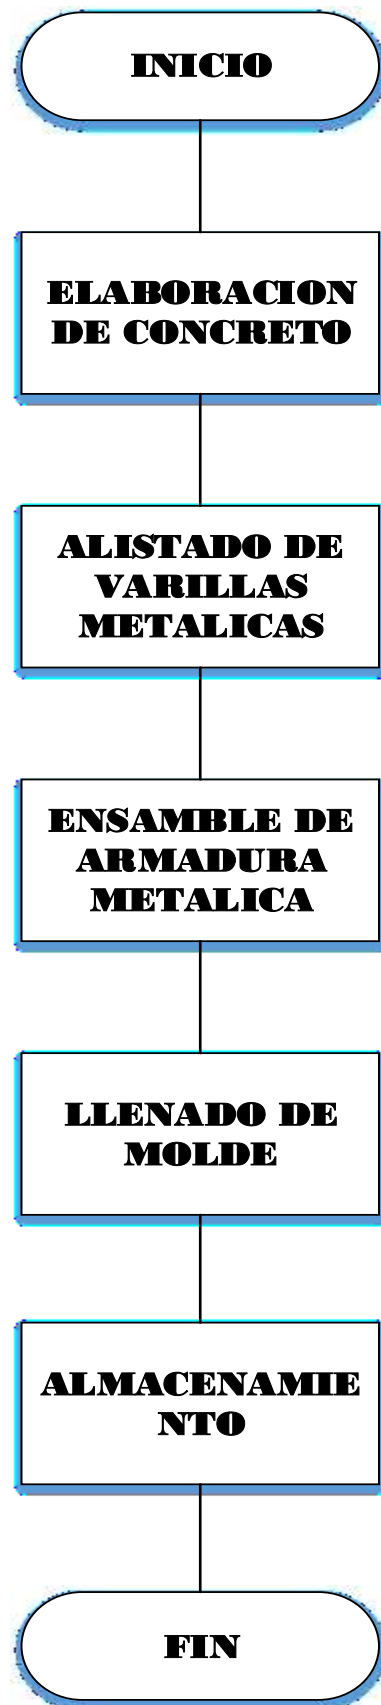 INICIO
ELABORACION
DE CONCRETO
ALISTADO DE
VARILLAS
METALICAS
ENSAMBLE DE
ARMADURA
METALICA
LLENADO DE
MOLDE
ALMACENAMIE
NTO
FIN